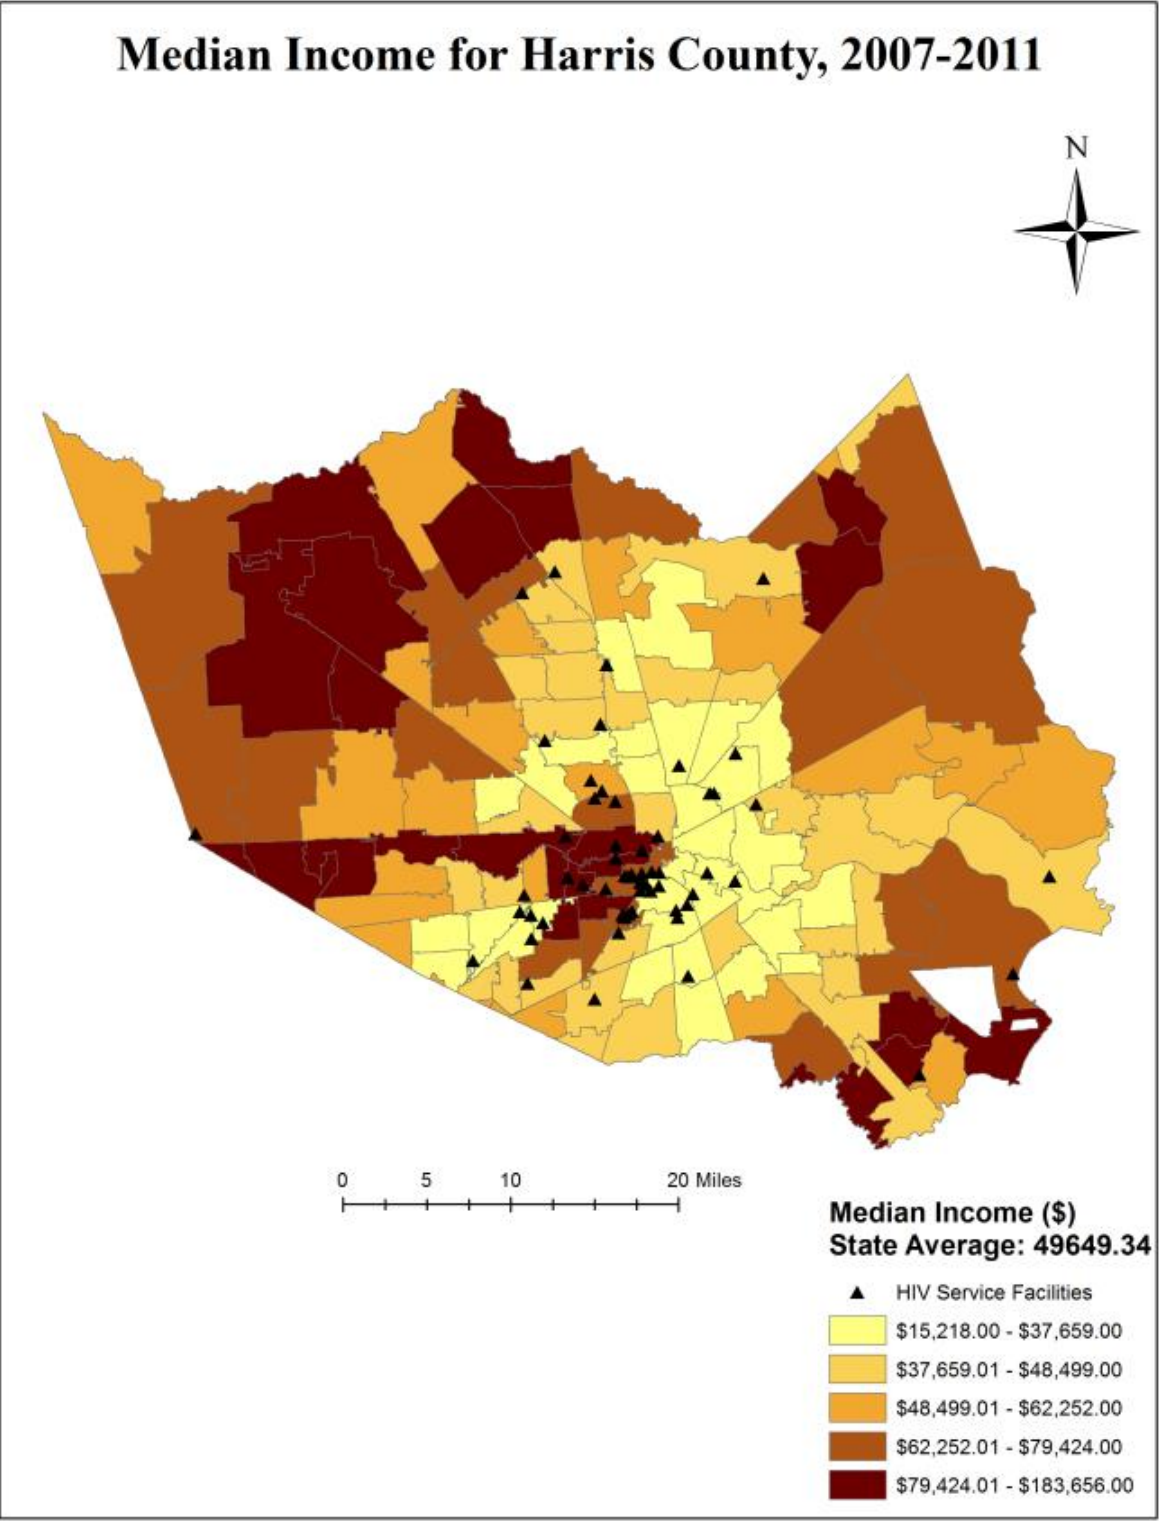 Median Income for Harris County, 2007-2011
N
0 5 10 20 Miles
Median Income ($)
State Average: 49649.34
HIV Service Facilities
$15,218.00 - $37,659.00
$37,659.01 - $48,499.00
$48,499.01 - $62,252.00
$62,252.01 - $79,424.00
$79,424.01 - $183,656.00